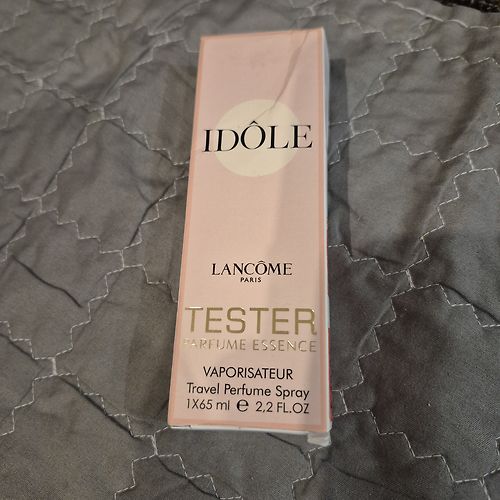 IDÔLE
LANCÔME
PARIS
TESTER
PARFUME ESSENCE
VAPORISATEUR
Travel Perfume Spray
1X65 ml e 2,2 FL.OZ